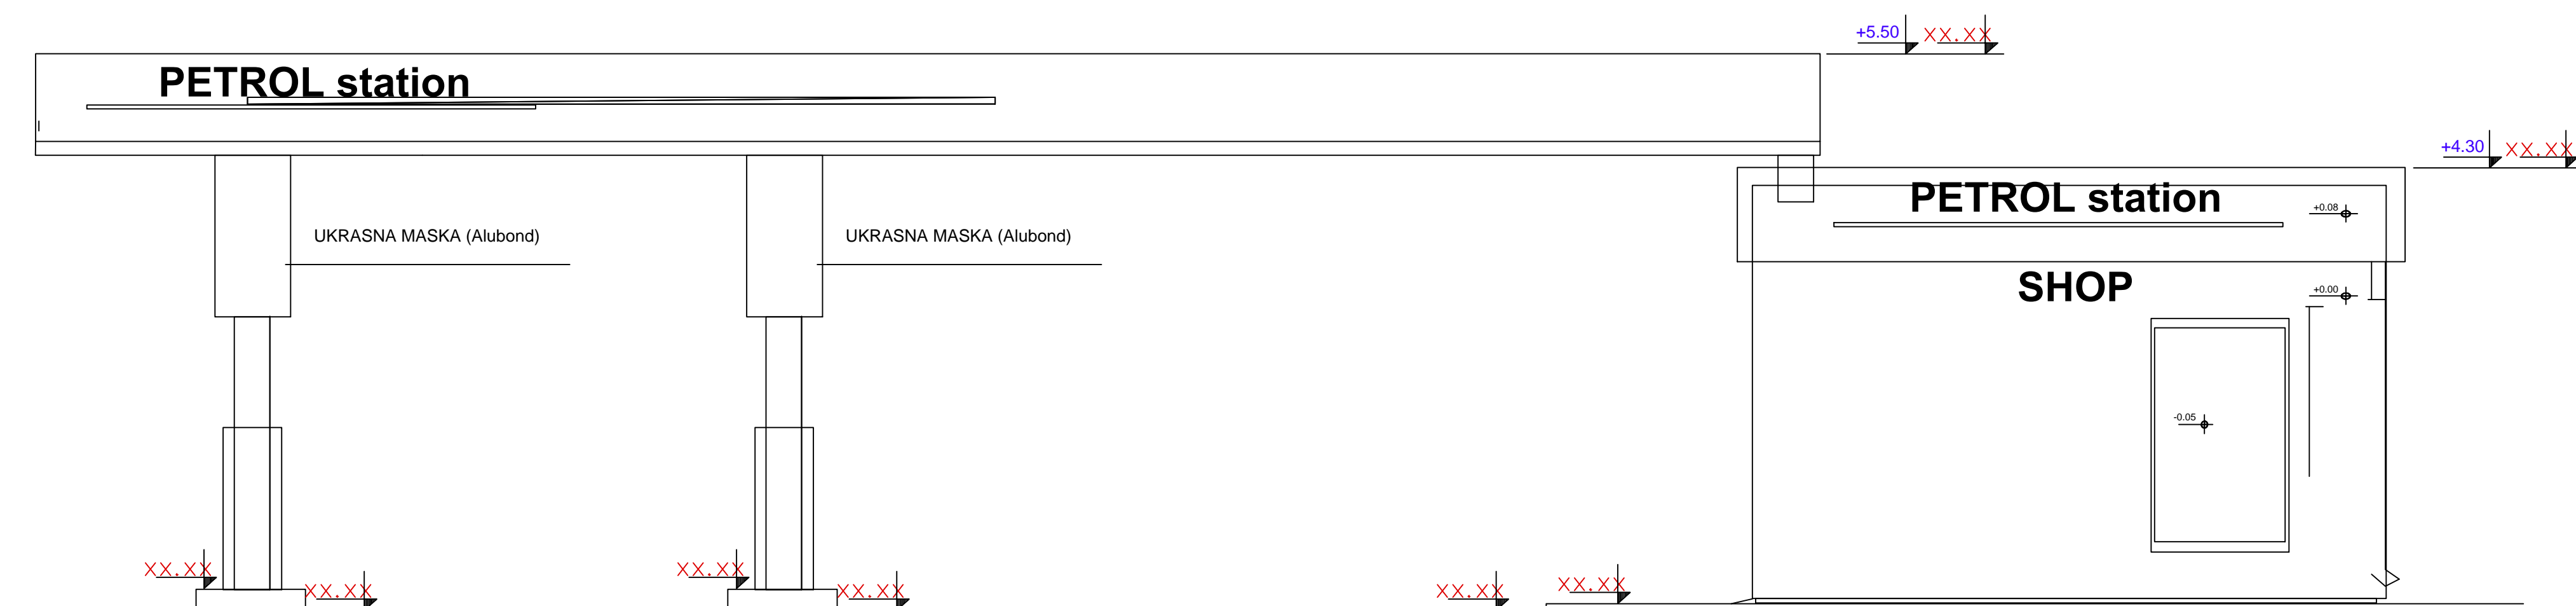 +5.50 XX.XX
PETROL station
+4.30 XX.XX
PETROL station
+0.08
UKRASNA MASKA (Alubond) UKRASNA MASKA (Alubond)
SHOP
+0.00
-0.05
XX.XX XX.XX
XX.XX XX.XX XX.XX XX.XX